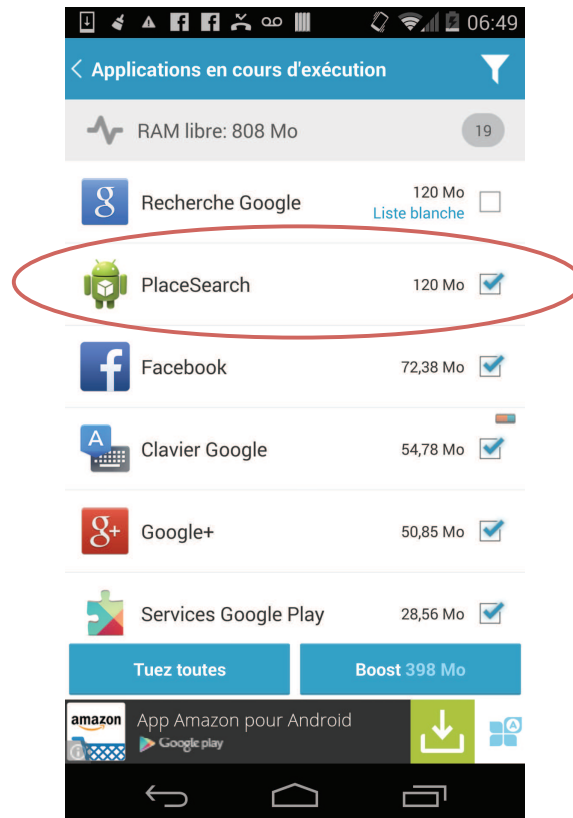 06:49
< Applications en cours d'exécution
RAM libre: 808 Mo 19
Recherche Google 120 Mo
Liste blanche
PlaceSearch 120 Mo
Facebook 72,38 Mo
A
Clavier Google 54,78 Mo
g+ Google+ 50,85 Mo
Services Google Play 28,56 Mo
Tuez toutes Boost 398 Mo
amazon App Amazon pour Android
Google play